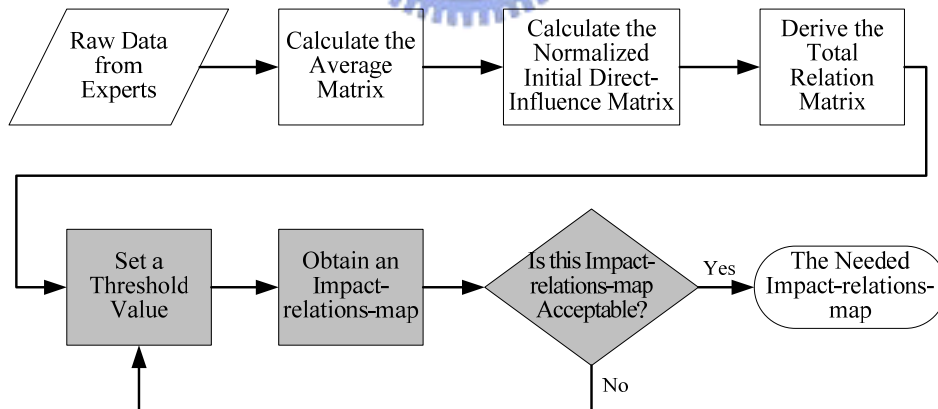 Raw Data
from
Experts
Calculate the
Average
Matrix
Calculate the
Normalized
Initial Direct-
Influence Matrix
Derive the
Total
Relation
Matrix
Set a
Threshold
Value
Obtain an
Impact-
relations-map
Is this Impact-
relations-map
Acceptable?
Yes
The Needed
Impact-relations-
map
No